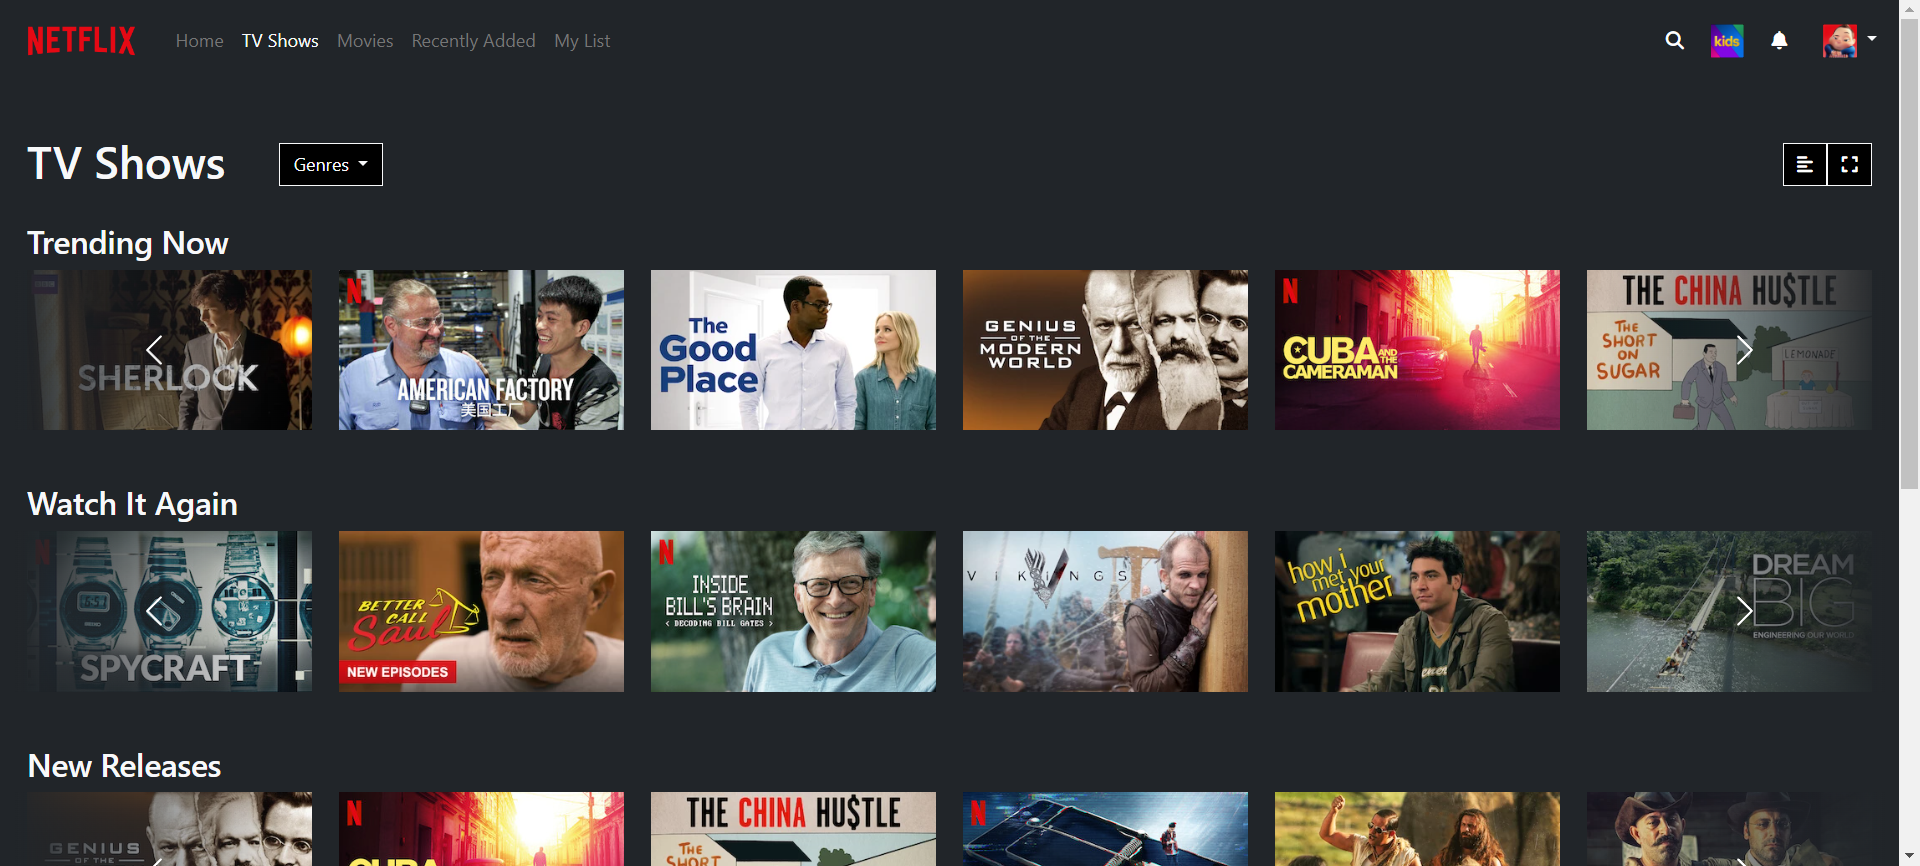 NETFLIX
Home
TV Shows
Movies
Recently Added
My List
kids
TV Shows
Genres
Trending Now
SHERLOCK
AMERICAN FACTORY
美国工厂
The
Good
Place
GENIUS
OF THE
MODERN
WORLD
CUBA AND THE
CAMERAMAN
THE CHINA HU$TLE
THE
SHORT
ON
SUGAR
LEMONADE
Watch It Again
SPYCRAFT
BETTER
CALL
Saul
NEW EPISODES
INSIDE
BILL'S BRAIN
< DECODING BILL GATES >
VIKINGS
how i
met your
mother
DREAM
BIG
ENGINEERING OUR WORLD
New Releases
GENIUS
OF THE
CUBA
THE CHINA HU$TLE
THE
SHORT